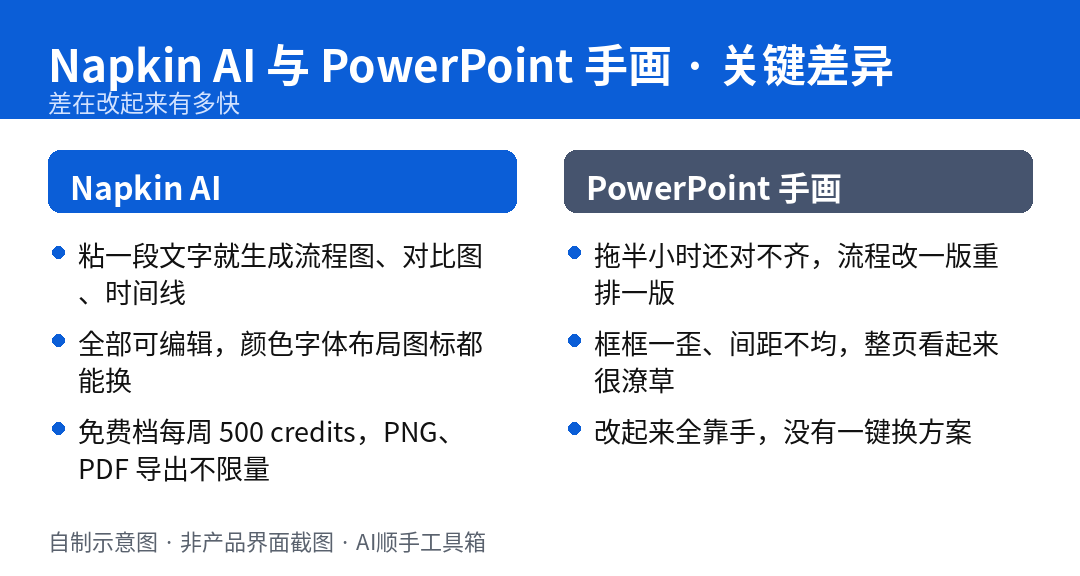 Napkin AI 与 PowerPoint 手画 · 关键差异
差在改起来有多快
Napkin AI
粘一段文字就生成流程图、对比图
、时间线
全部可编辑，颜色字体布局图标都
能换
免费档每周 500 credits，PNG、
PDF 导出不限量
PowerPoint 手画
拖半小时还对不齐，流程改一版重
排一版
框框一歪、间距不均，整页看起来
很潦草
改起来全靠手，没有一键换方案
自制示意图 · 非产品界面截图 · AI顺手工具箱